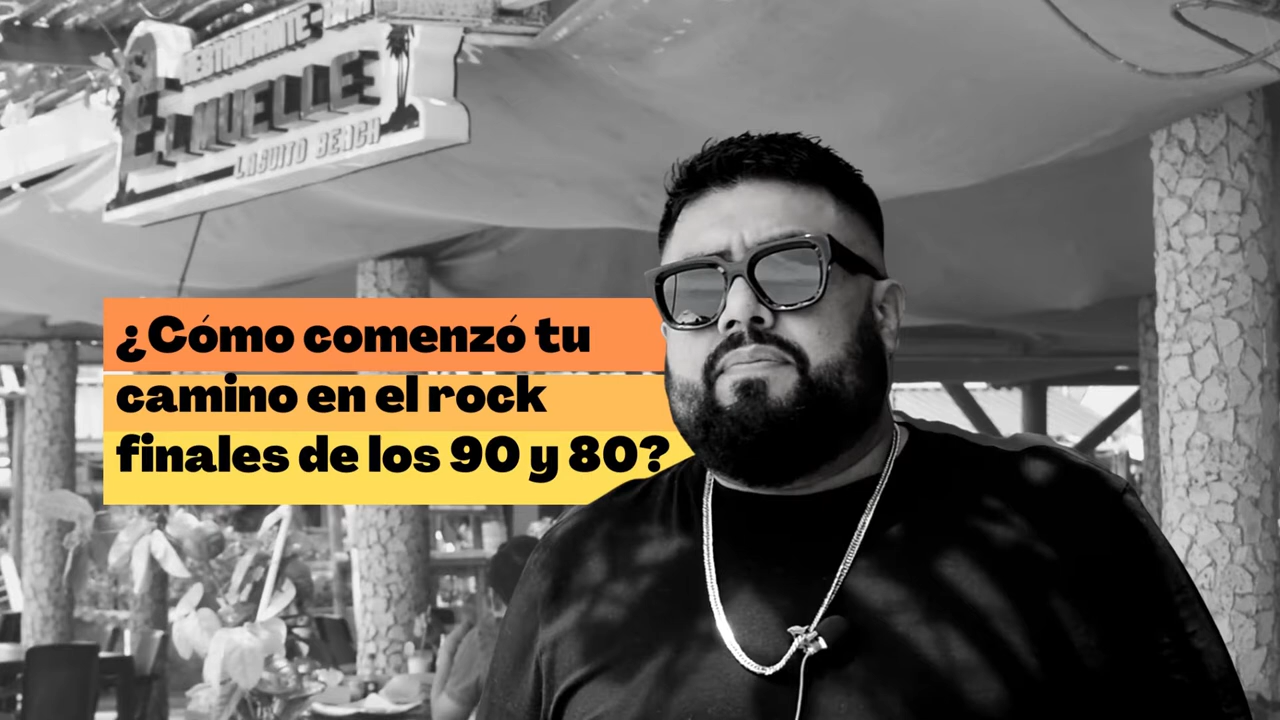 RESTAURANTE-BAR
EL MUELLE
LAGUITO BEACH
¿Cómo comenzó tu
camino en el rock
finales de los 90 y 80?